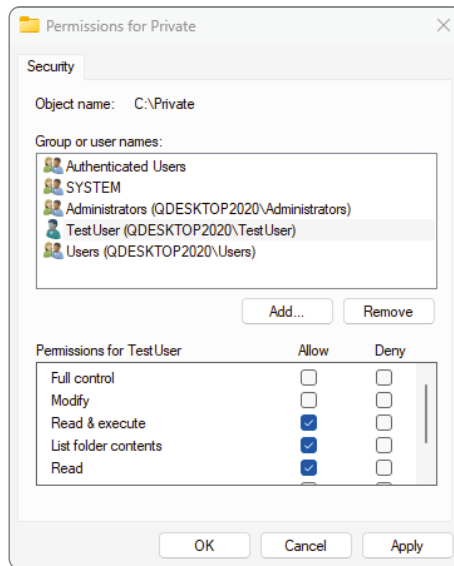 Permissions for Private
Security
Object name: C:\Private
Group or user names:
Authenticated Users
SYSTEM
Administrators (QDESKTOP2020\Administrators)
TestUser (QDESKTOP2020\TestUser)
Users (QDESKTOP2020\Users)
Add... Remove
Permissions for TestUser Allow Deny
Full control
Modify
Read & execute
List folder contents
Read
OK Cancel Apply